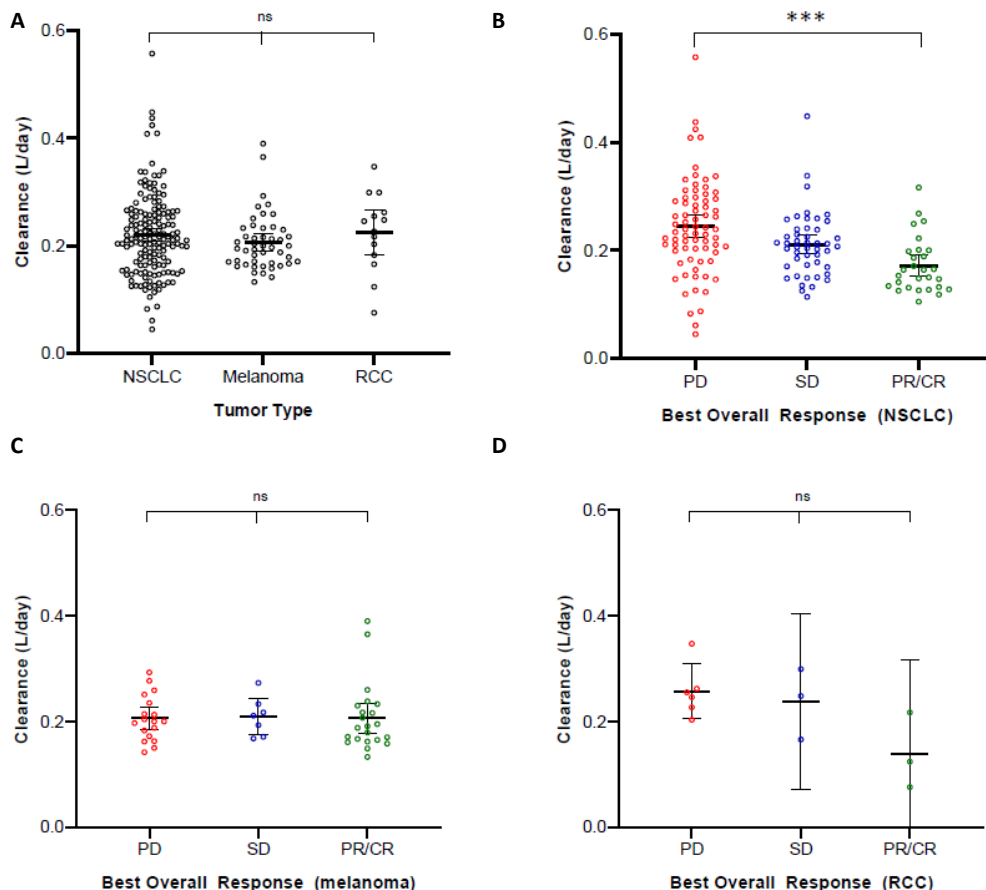 A
ns
Clearance (L/day)
0.6
0.4
0.2
0.0
NSCLC Melanoma RCC
Tumor Type
B
***
Clearance (L/day)
0.6
0.4
0.2
0.0
PD SD PR/CR
Best Overall Response (NSCLC)
C
ns
Clearance (L/day)
0.6
0.4
0.2
0.0
PD SD PR/CR
Best Overall Response (melanoma)
D
ns
Clearance (L/day)
0.6
0.4
0.2
0.0
PD SD PR/CR
Best Overall Response (RCC)